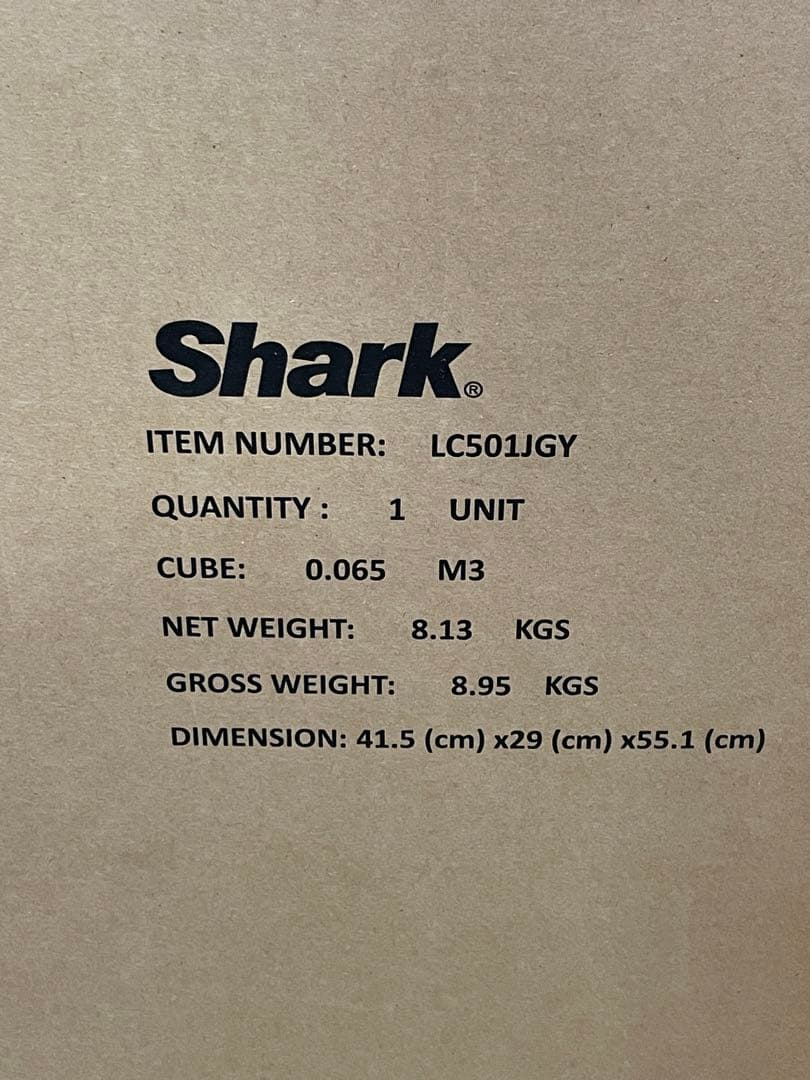 Shark®
ITEM NUMBER: LC501JGY
QUANTITY : 1 UNIT
CUBE: 0.065 M3
NET WEIGHT: 8.13 KGS
GROSS WEIGHT: 8.95 KGS
DIMENSION: 41.5 (cm) x29 (cm) x55.1 (cm)